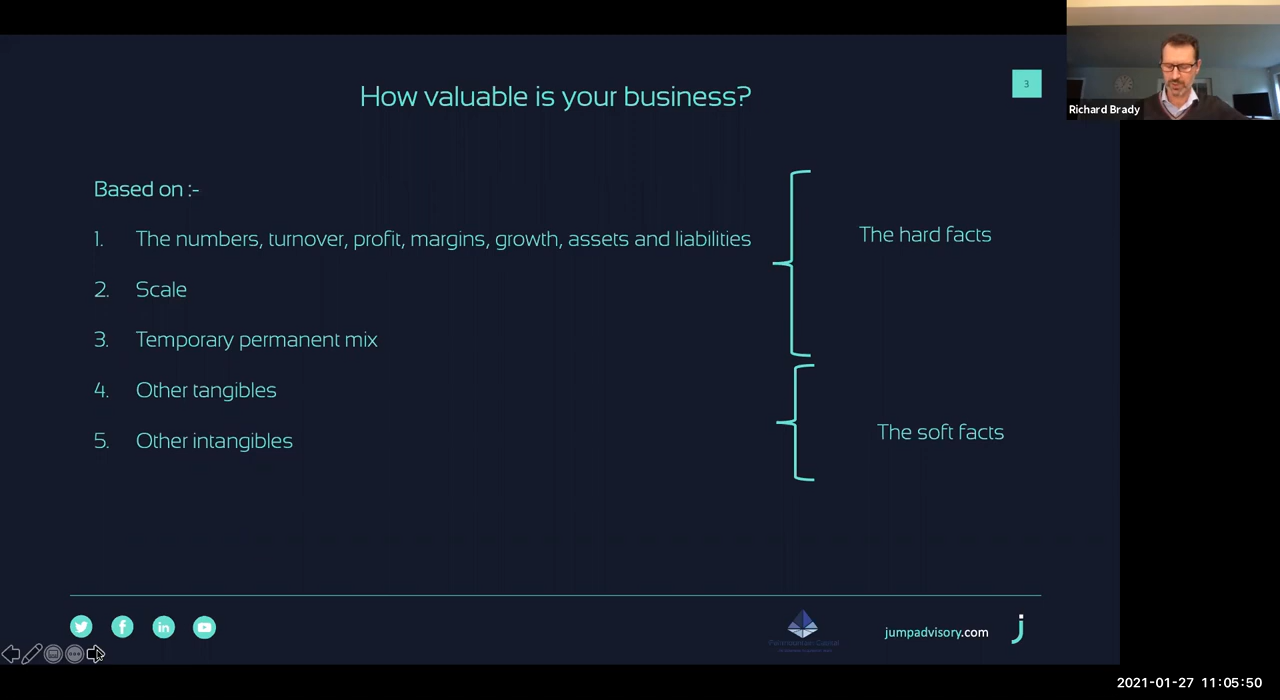 How valuable is your business?
3
Richard Brady
Based on :-
1. The numbers, turnover, profit, margins, growth, assets and liabilities
2. Scale
3. Temporary permanent mix
4. Other tangibles
5. Other intangibles
The hard facts
The soft facts
jumpadvisory.com
2021-01-27 11:05:50